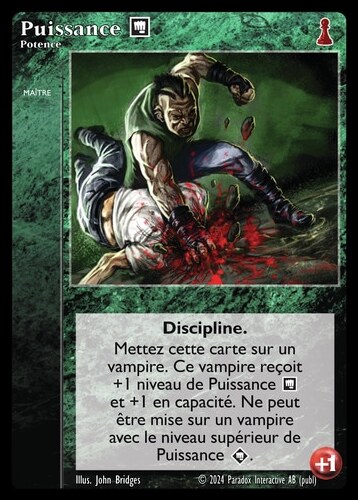 Puissance
Potence
MAÎTRE
Discipline.
Mettez cette carte sur un
vampire. Ce vampire reçoit
+1 niveau de Puissance
et +1 en capacité. Ne peut
être mise sur un vampire
avec le niveau supérieur de
Puissance .
+1
Illus. John Bridges © 2024 Paradox Interactive AB (publ)